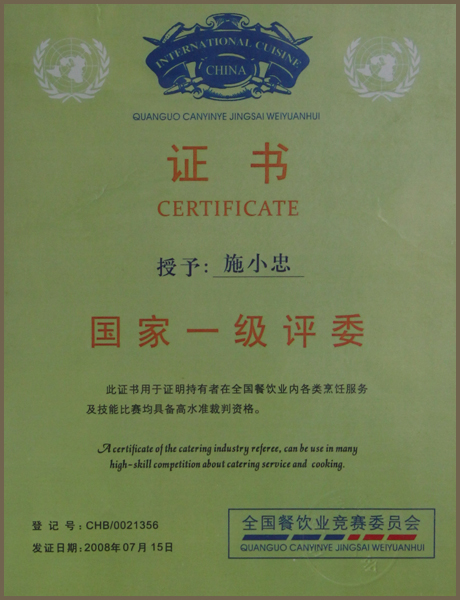 INTERNATIONAL CUISINE
CHINA
QUANGUO CANYINYE JINGSAI WEIYUANHUI
证书
CERTIFICATE
授予：施小忠
国家一级评委
此证书用于证明持有者在全国餐饮业内各类烹饪服务
及技能比赛均具备高水准裁判资格。
A certificate of the catering industry referee, can be use in many
high-skill competition about catering service and cooking.
登记号：CHB/0021356
发证日期：2008年07月15日
全国餐饮业竞赛委员会
QUANGUO CANYINYE JINGSAI WEIYUANHUI